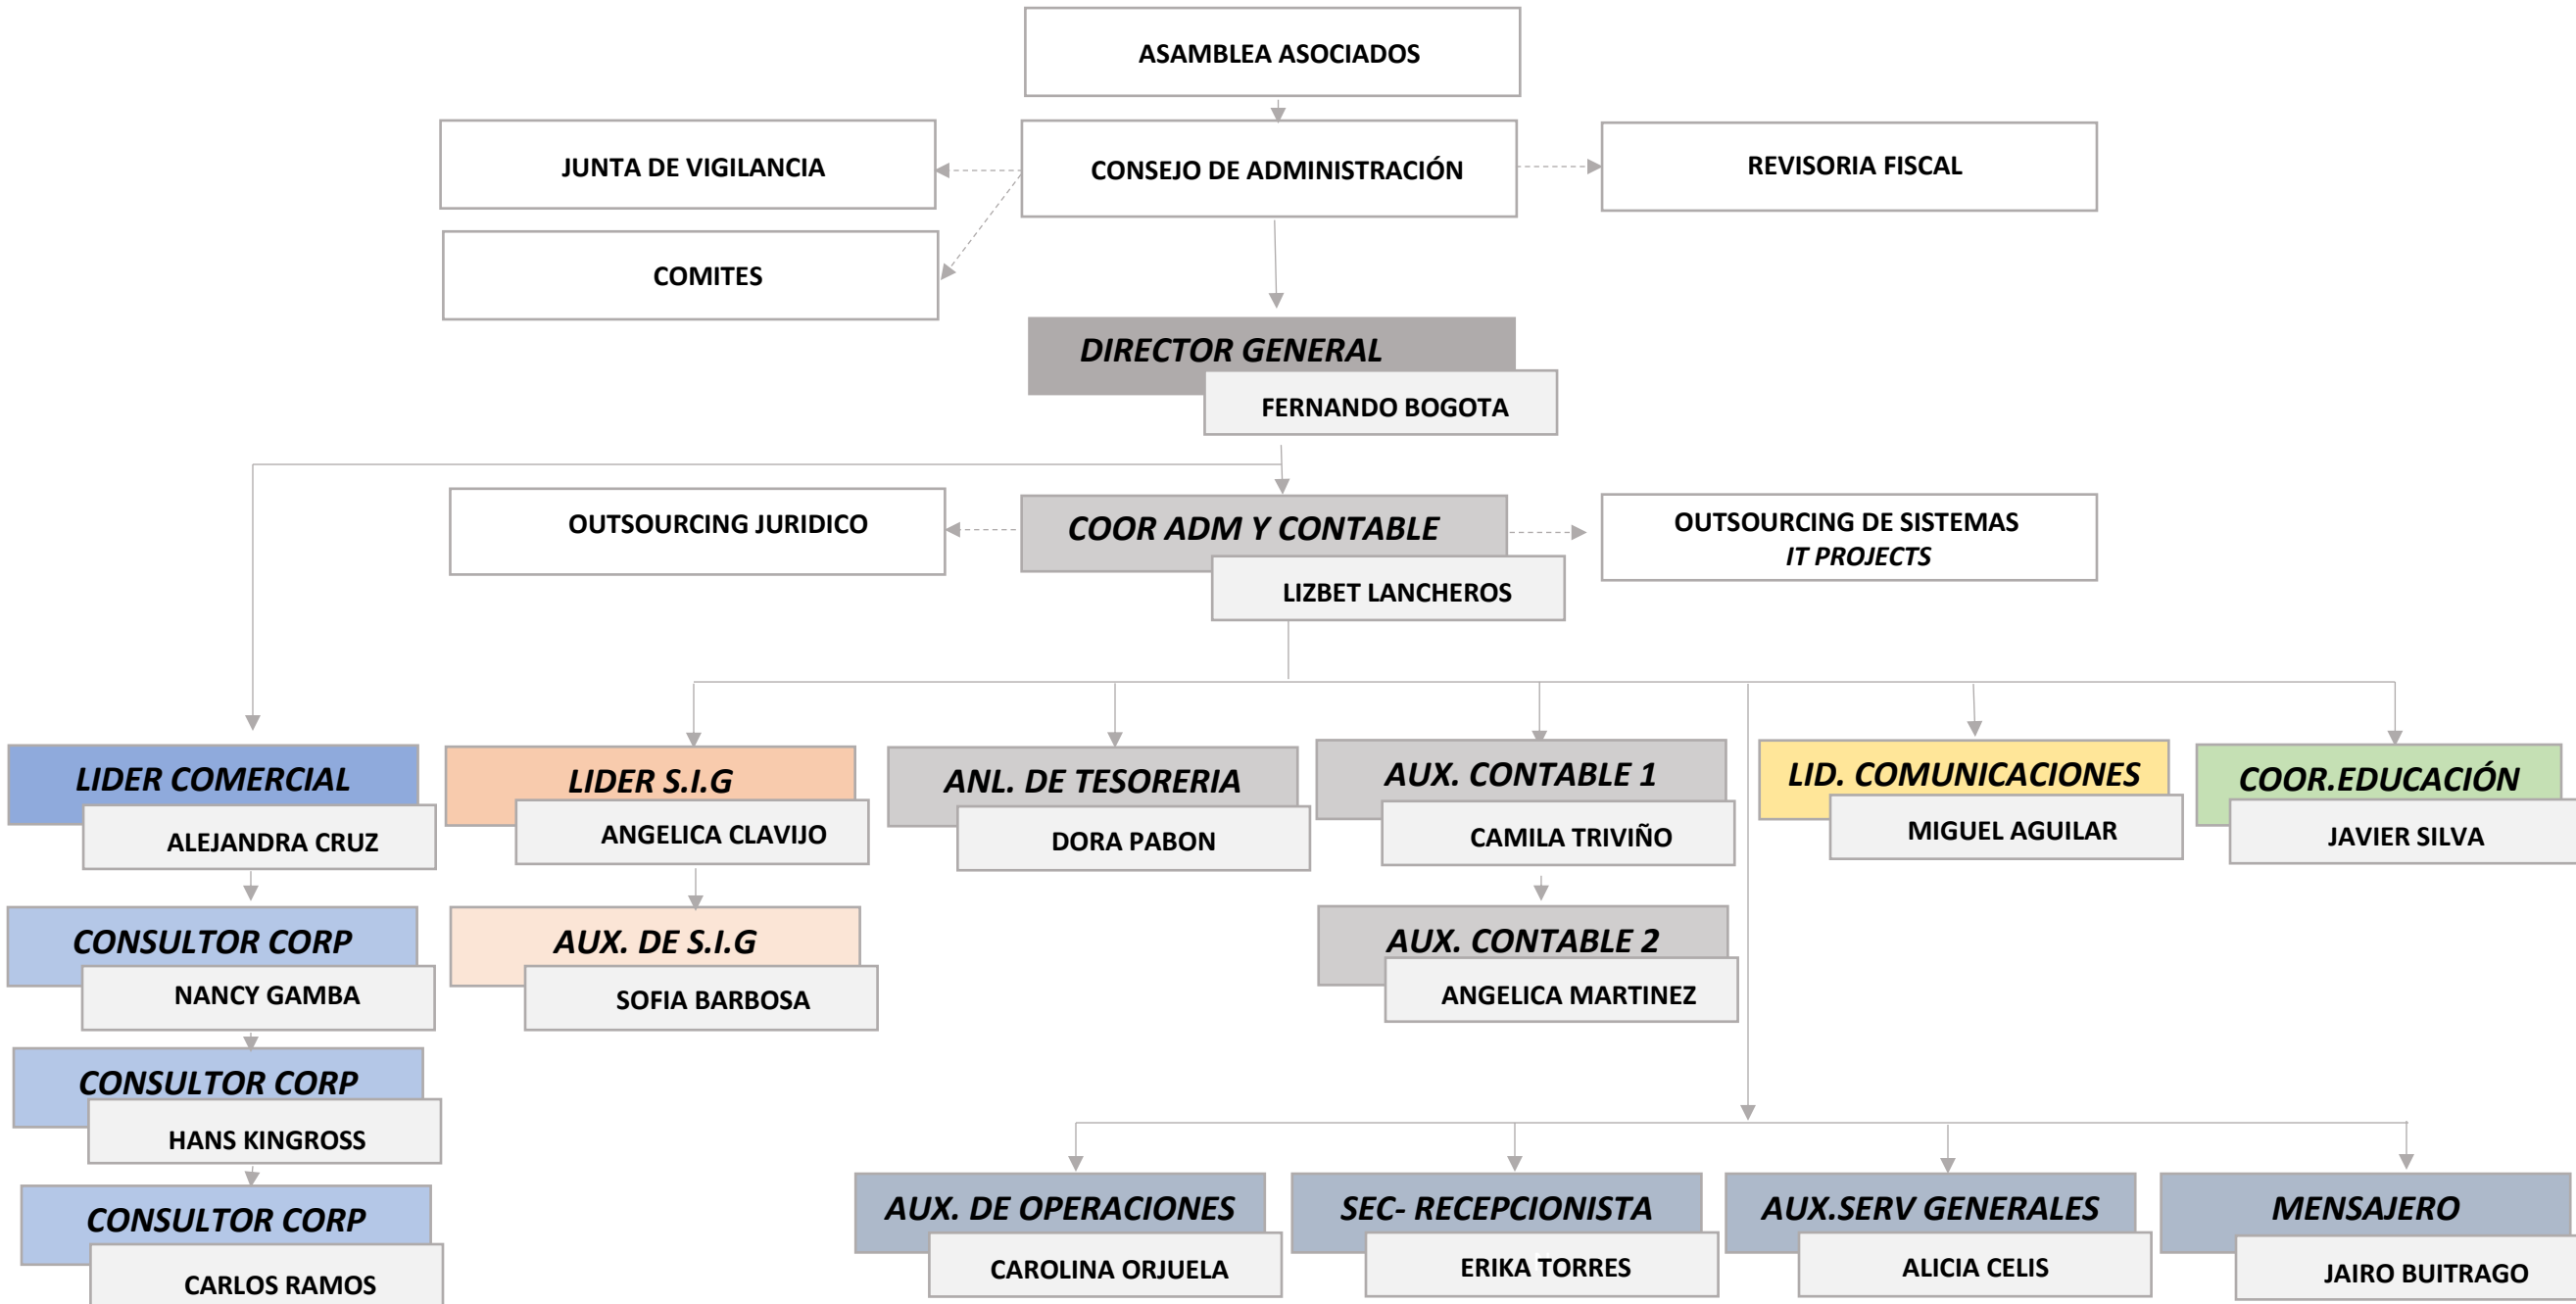 ASAMBLEA ASOCIADOS
JUNTA DE VIGILANCIA
CONSEJO DE ADMINISTRACIÓN
REVISORIA FISCAL
COMITES
DIRECTOR GENERAL
FERNANDO BOGOTA
OUTSOURCING JURIDICO
COOR ADM Y CONTABLE
LIZBET LANCHEROS
OUTSOURCING DE SISTEMAS
IT PROJECTS
LIDER COMERCIAL
ALEJANDRA CRUZ
LIDER S.I.G
ANGELICA CLAVIJO
ANL. DE TESORERIA
DORA PABON
AUX. CONTABLE 1
CAMILA TRIVIÑO
LID. COMUNICACIONES
MIGUEL AGUILAR
COOR.EDUCACIÓN
JAVIER SILVA
CONSULTOR CORP
NANCY GAMBA
AUX. DE S.I.G
SOFIA BARBOSA
AUX. CONTABLE 2
ANGELICA MARTINEZ
CONSULTOR CORP
HANS KINGROSS
CONSULTOR CORP
CARLOS RAMOS
AUX. DE OPERACIONES
CAROLINA ORJUELA
SEC- RECEPCIONISTA
ERIKA TORRES
AUX.SERV GENERALES
ALICIA CELIS
MENSAJERO
JAIRO BUITRAGO